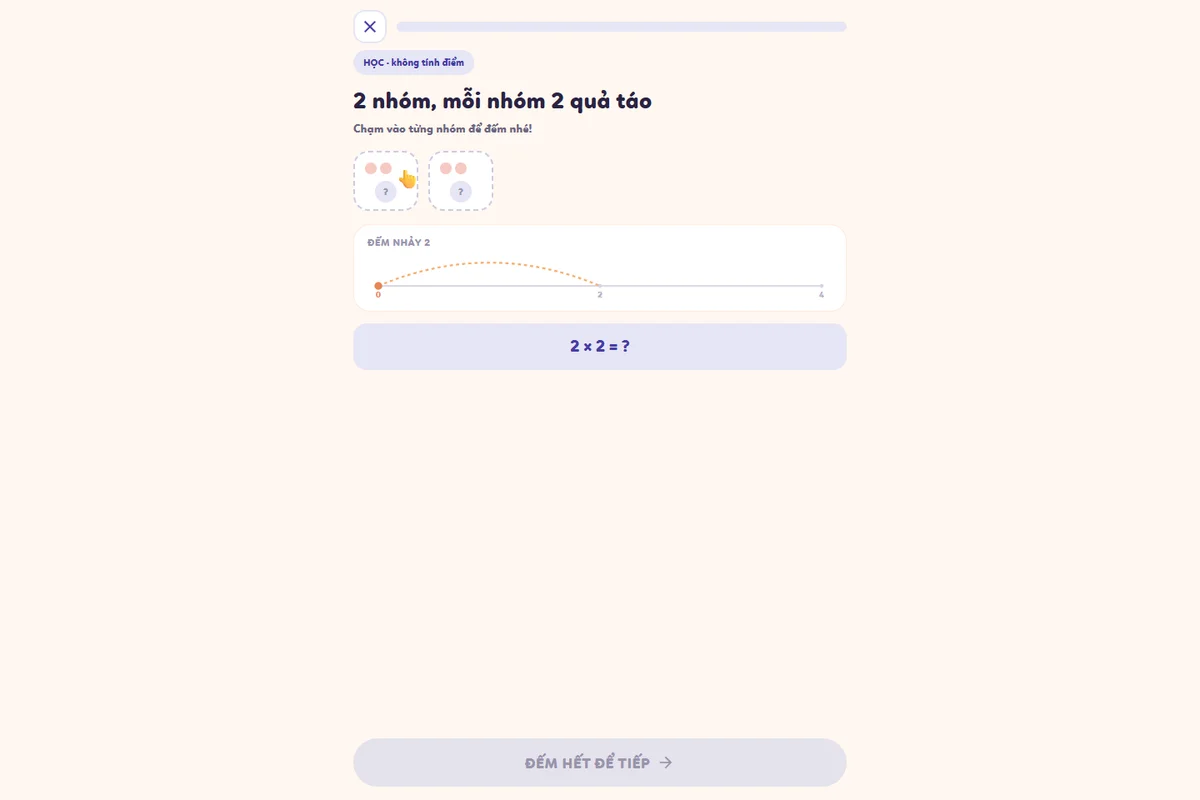 HỌC · không tính điểm
2 nhóm, mỗi nhóm 2 quả táo
Chạm vào từng nhóm để đếm nhé!
? ?
ĐẾM NHẢY 2
0 2 4
2 × 2 = ?
ĐẾM HẾT ĐỂ TIẾP →